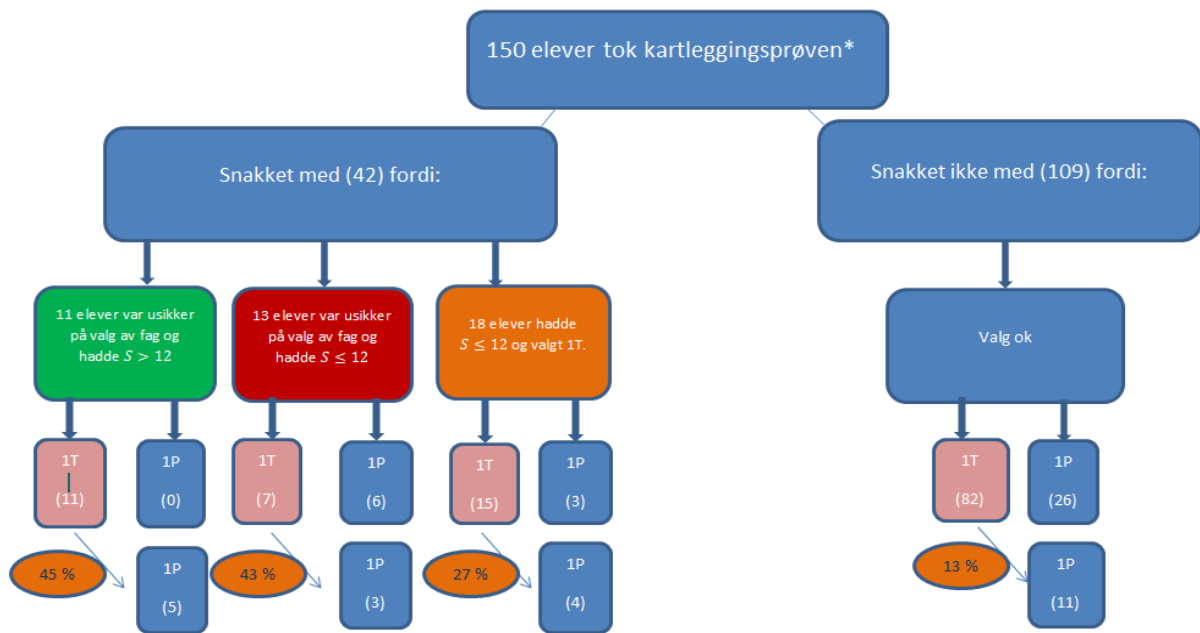 150 elever tok kartleggingsprøven*
Snakket med (42) fordi:
Snakket ikke med (109) fordi:
11 elever var usikker
på valg av fag og
hadde S > 12
13 elever var usikker
på valg av fag og
hadde S ≤ 12
18 elever hadde
S ≤ 12 og valgt 1T.
Valg ok
1T
(11)
1P
(0)
1T
(7)
1P
(6)
1T
(15)
1P
(3)
1T
(82)
1P
(26)
45 %
1P
(5)
43 %
1P
(3)
27 %
1P
(4)
13 %
1P
(11)